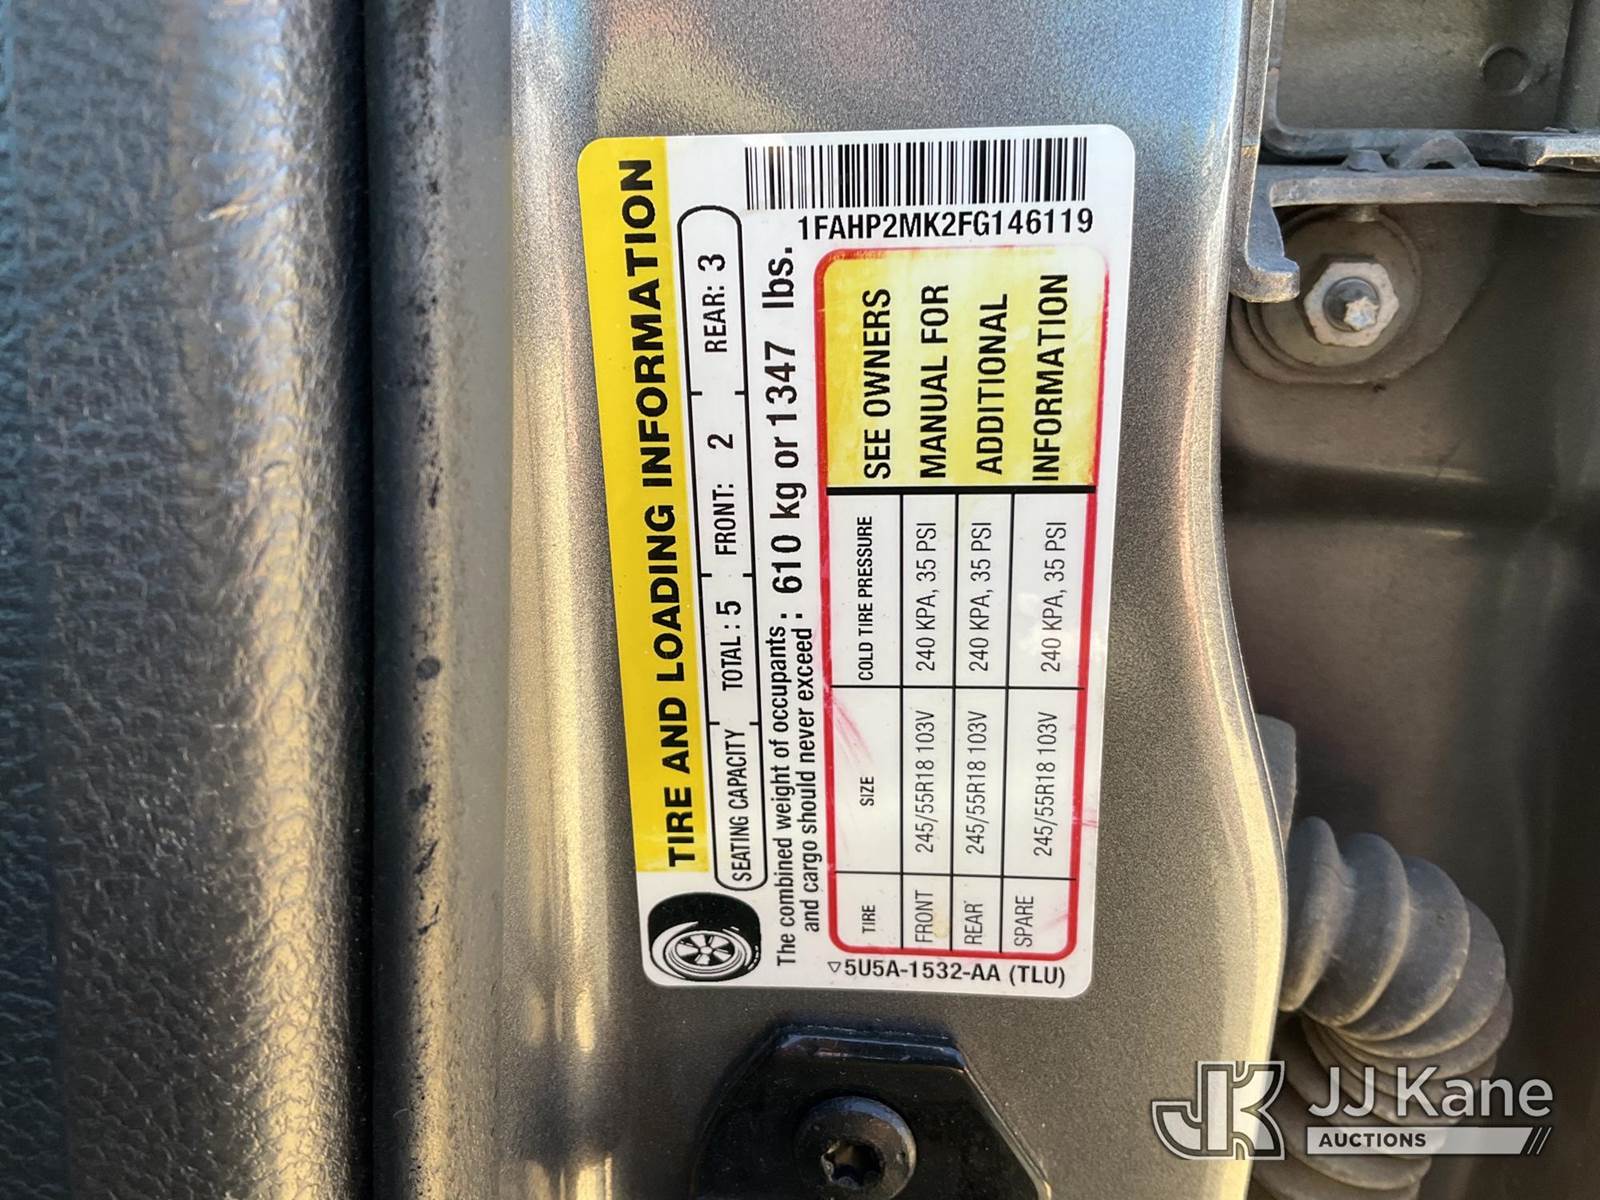 TIRE AND LOADING INFORMATION
SEATING CAPACITY TOTAL : 5 FRONT: 2 REAR: 3
The combined weight of occupants
and cargo should never exceed : 610 kg or 1347 lbs.
1FAHP2MK2FG146119
TIRE SIZE COLD TIRE PRESSURE
FRONT 245/55R18 103V 240 KPA, 35 PSI
REAR 245/55R18 103V 240 KPA, 35 PSI
SPARE 245/55R18 103V 240 KPA, 35 PSI
SEE OWNERS
MANUAL FOR
ADDITIONAL
INFORMATION
▽5U5A-1532-AA (TLU)
JK JJ Kane
AUCTIONS